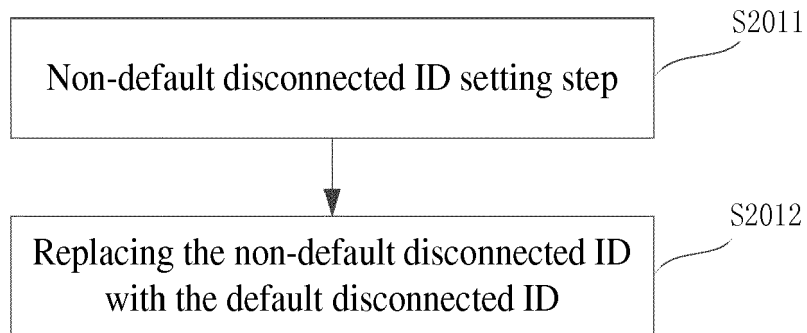 S2011
Non-default disconnected ID setting step
S2012
Replacing the non-default disconnected ID
with the default disconnected ID